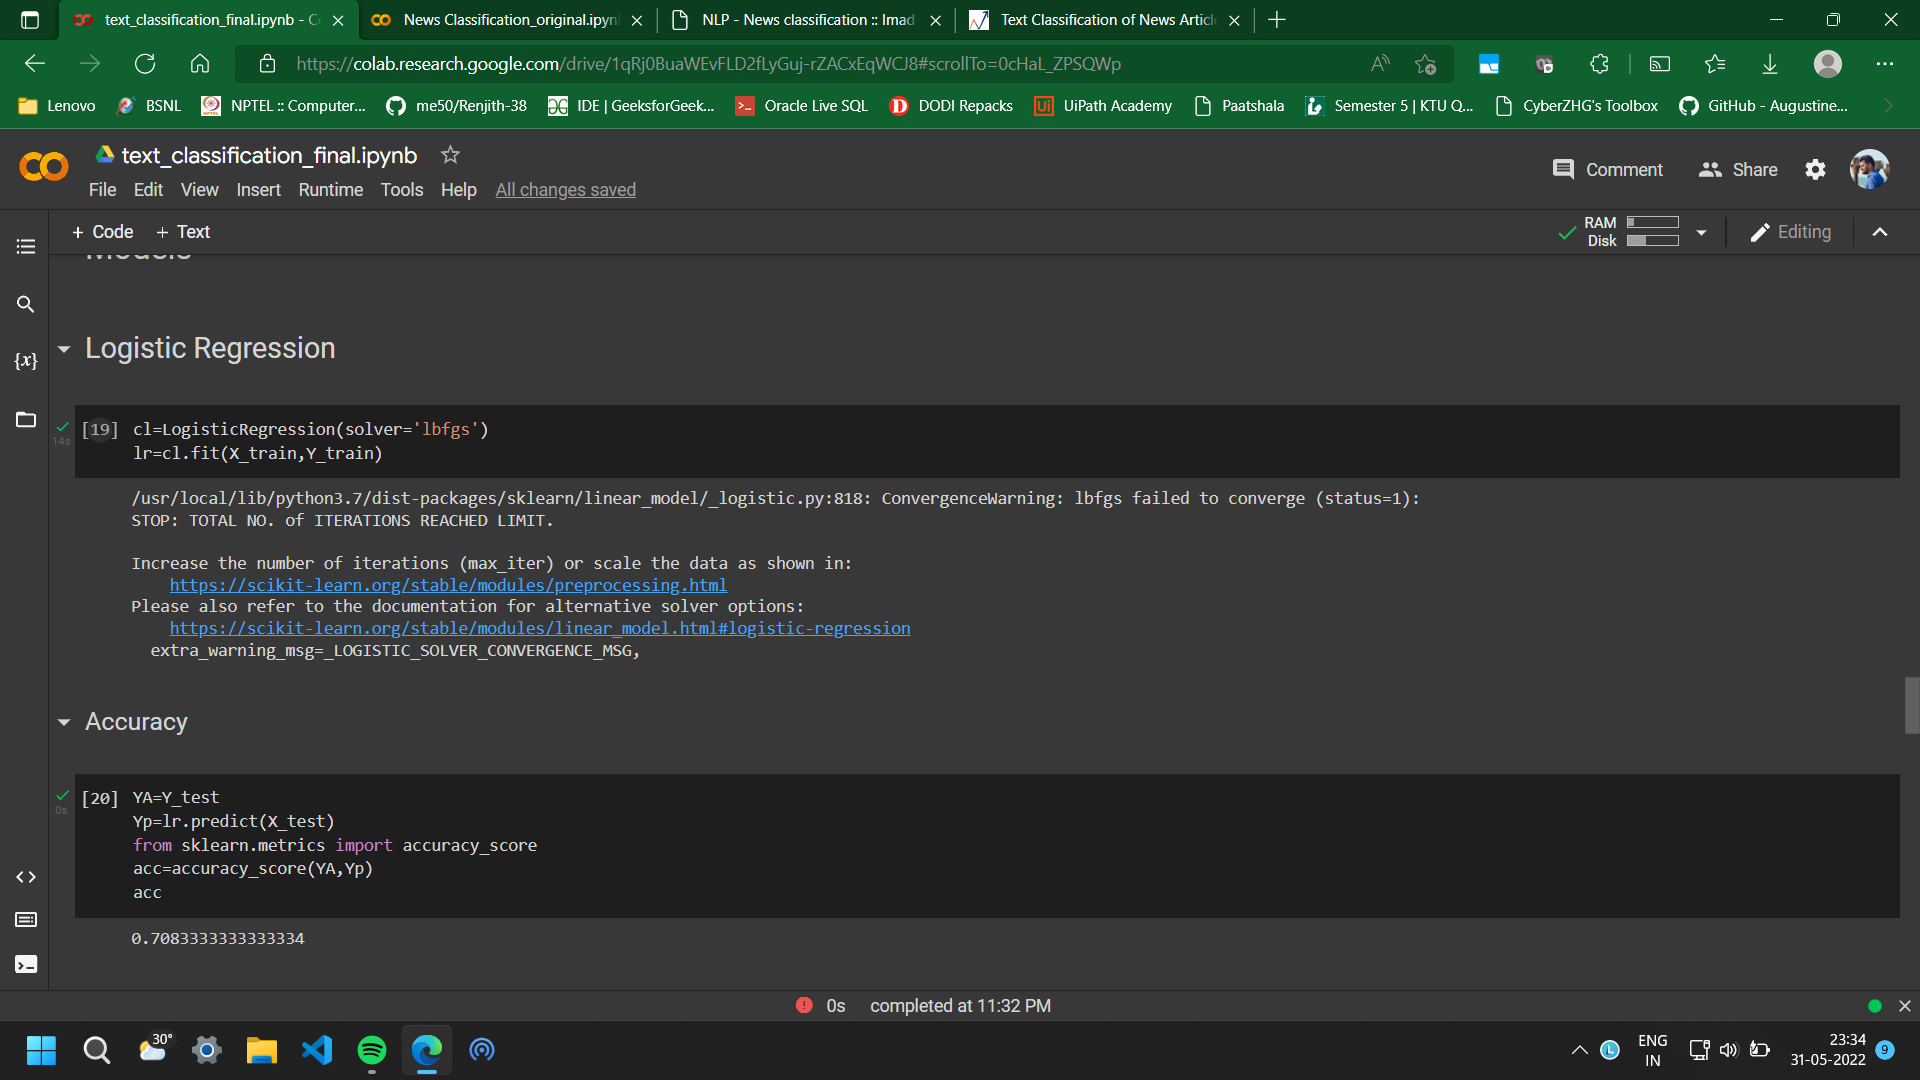 text_classification_final.ipynb - Co
News Classification_original.ipyn
NLP - News classification :: Imad
Text Classification of News Article
https://colab.research.google.com/drive/1qRj0BuaWEvFLD2fLyGuj-rZACxEqWCJ8#scrollTo=0cHaL_ZPSQWp
Lenovo
BSNL
NPTEL :: Computer...
me50/Renjith-38
IDE | GeeksforGeek...
Oracle Live SQL
DODI Repacks
UiPath Academy
Paatshala
Semester 5 | KTU Q...
CyberZHG's Toolbox
GitHub - Augustine...
text_classification_final.ipynb
Comment
Share
File Edit View Insert Runtime Tools Help All changes saved
+ Code + Text
RAM
Disk
Editing
Models
Logistic Regression
14s
[19] cl=LogisticRegression(solver='lbfgs')
lr=cl.fit(X_train,Y_train)
/usr/local/lib/python3.7/dist-packages/sklearn/linear_model/_logistic.py:818: ConvergenceWarning: lbfgs failed to converge (status=1):
STOP: TOTAL NO. of ITERATIONS REACHED LIMIT.
Increase the number of iterations (max_iter) or scale the data as shown in:
https://scikit-learn.org/stable/modules/preprocessing.html
Please also refer to the documentation for alternative solver options:
https://scikit-learn.org/stable/modules/linear_model.html#logistic-regression
extra_warning_msg=_LOGISTIC_SOLVER_CONVERGENCE_MSG,
Accuracy
0s
[20] YA=Y_test
Yp=lr.predict(X_test)
from sklearn.metrics import accuracy_score
acc=accuracy_score(YA,Yp)
acc
0.7083333333333334
0s completed at 11:32 PM
30°
ENG
IN
23:34
31-05-2022
9